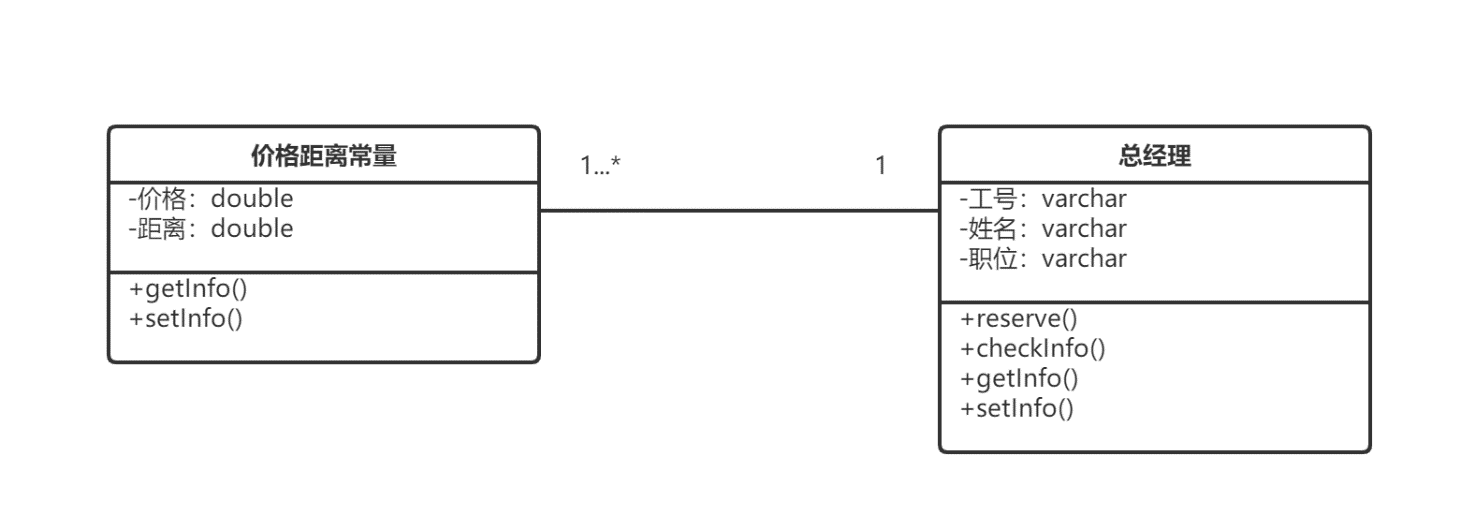 价格距离常量
-价格：double
-距离：double
+getInfo()
+setInfo()
1...*
1
总经理
-工号：varchar
-姓名：varchar
-职位：varchar
+reserve()
+checkInfo()
+getInfo()
+setInfo()